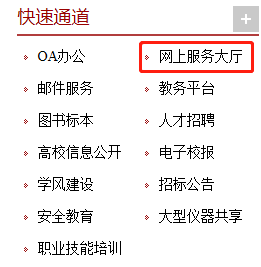 快速通道
OA办公 网上服务大厅
邮件服务 教务平台
图书标本 人才招聘
高校信息公开 电子校报
学风建设 招标公告
安全教育 大型仪器共享
职业技能培训